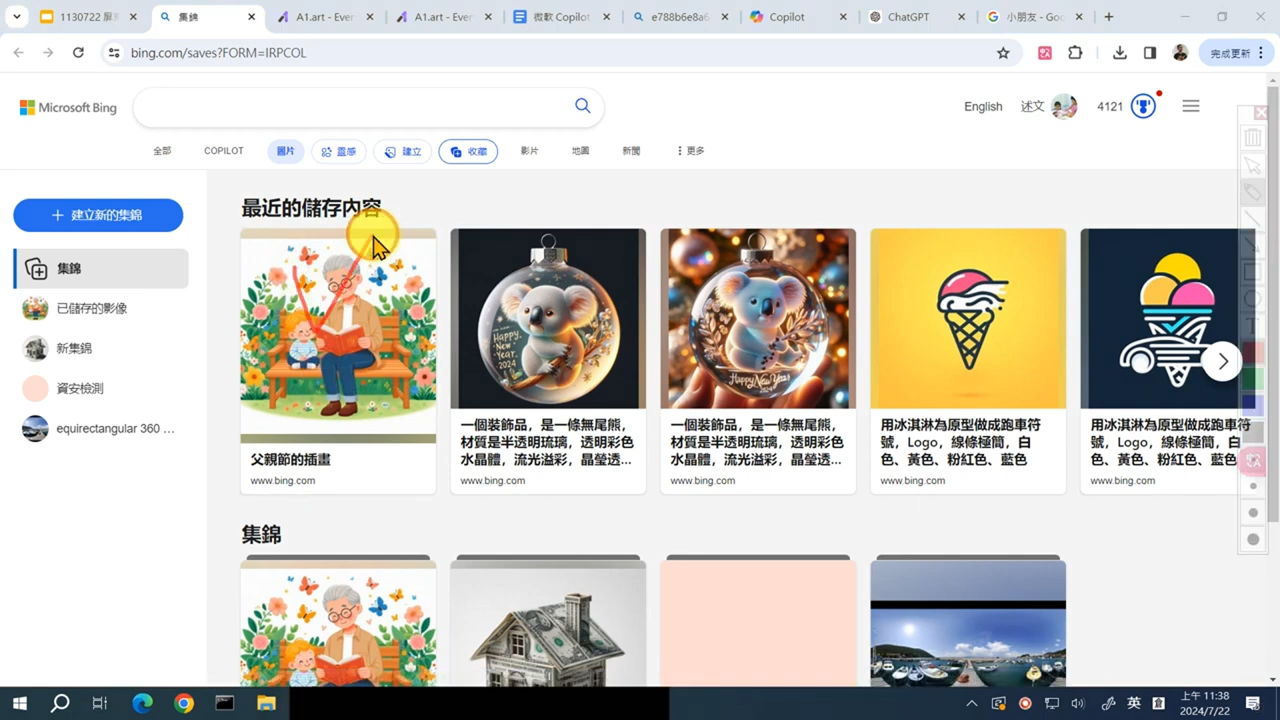 1130722 屏
集錦
A1.art - Ever
A1.art - Ever
微軟 Copilot
e788b6e8a6
Copilot
ChatGPT
小朋友 - Goo
bing.com/saves?FORM=IRPCOL
完成更新
Microsoft Bing
English
述文
4121
全部
COPILOT
圖片
靈感
建立
收藏
影片
地圖
新聞
更多
建立新的集錦
集錦
已儲存的影像
新集錦
資安檢測
equirectangular 360 ...
最近的儲存內容
父親節的插畫
www.bing.com
Happy
New
Year
2024
一個裝飾品，是一條無尾熊，
材質是半透明琉璃，透明彩色
水晶體，流光溢彩，晶瑩透...
www.bing.com
Happy New Year
一個裝飾品，是一條無尾熊，
材質是半透明琉璃，透明彩色
水晶體，流光溢彩，晶瑩透...
www.bing.com
用冰淇淋為原型做成跑車符
號，Logo，線條極簡，白
色、黃色、粉紅色、藍色
www.bing.com
用冰淇淋為原型做成跑車符
號，Logo，線條極簡，白
色、黃色、粉紅色、藍色
www.bing.com
集錦
英
上午 11:38
2024/7/22